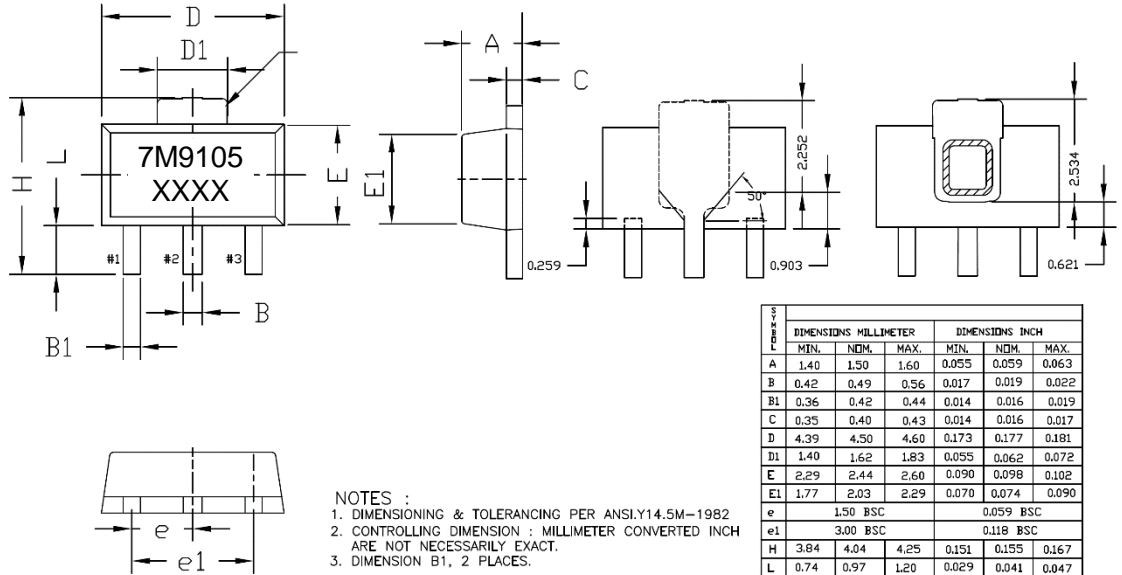 D
D1
A
C
H
L
7M9105
XXXX
E
E1
#1
#2
#3
B
B1
50°
2.252
0.259
0.903
2.534
0.621
SYMBOL
DIMENSIONS MILLIMETER DIMENSIONS INCH
MIN. NOM. MAX. MIN. NOM. MAX.
A 1.40 1.50 1.60 0.055 0.059 0.063
B 0.42 0.49 0.56 0.017 0.019 0.022
B1 0.36 0.42 0.44 0.014 0.016 0.019
C 0.35 0.40 0.43 0.014 0.016 0.017
D 4.39 4.50 4.60 0.173 0.177 0.181
D1 1.40 1.62 1.83 0.055 0.062 0.072
E 2.29 2.44 2.60 0.090 0.098 0.102
E1 1.77 2.03 2.29 0.070 0.074 0.090
e 1.50 BSC 0.059 BSC
e1 3.00 BSC 0.118 BSC
H 3.84 4.04 4.25 0.151 0.155 0.167
L 0.74 0.97 1.20 0.029 0.041 0.047
e
e1
NOTES :
1. DIMENSIONING & TOLERANCING PER ANSI.Y14.5M-1982
2. CONTROLLING DIMENSION : MILLIMETER CONVERTED INCH
ARE NOT NECESSARILY EXACT.
3. DIMENSION B1, 2 PLACES.